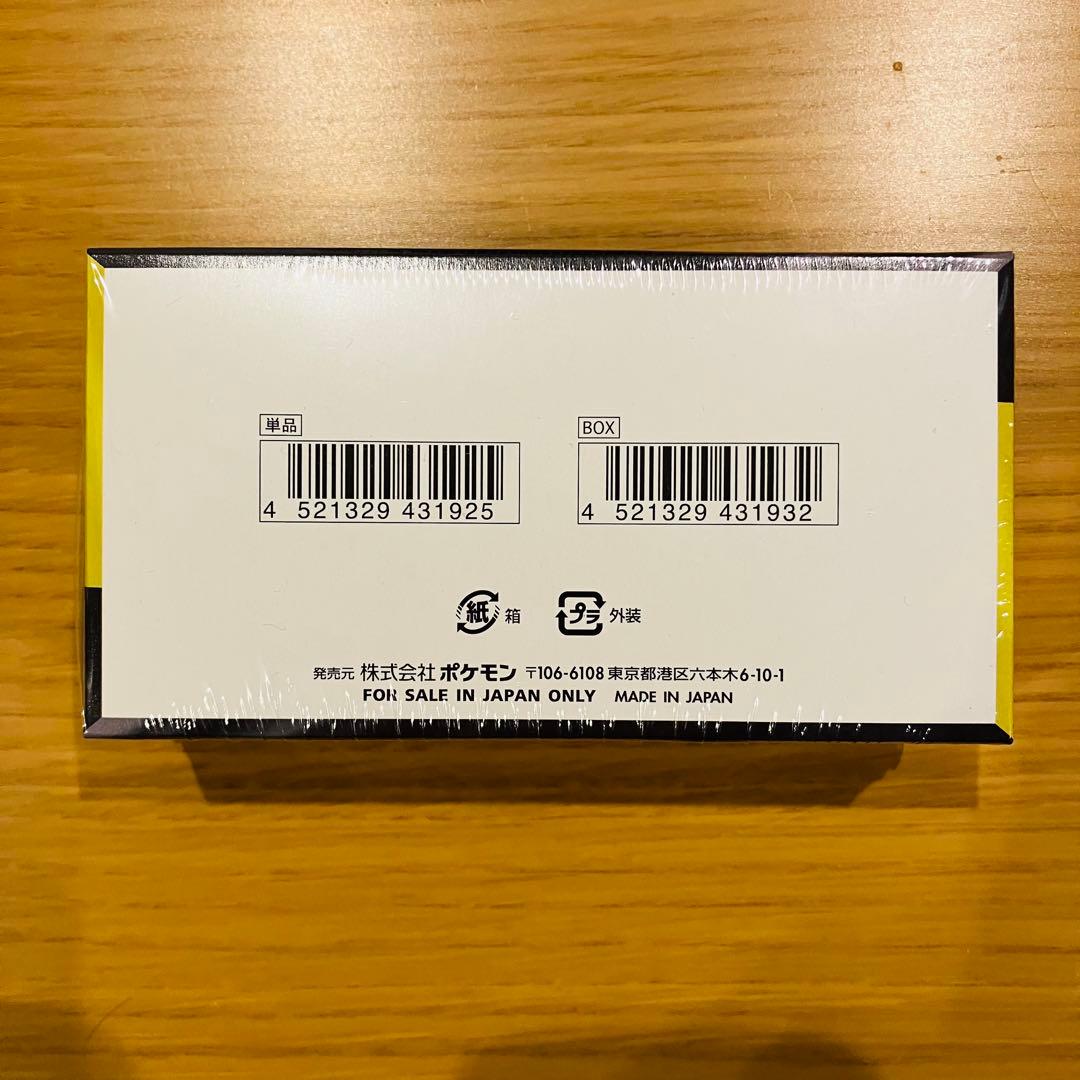 単品
4 521329 431925
BOX
4 521329 431932
紙 箱
プラ 外装
発売元 株式会社 ポケモン 〒106-6108 東京都港区六本木6-10-1
FOR SALE IN JAPAN ONLY MADE IN JAPAN